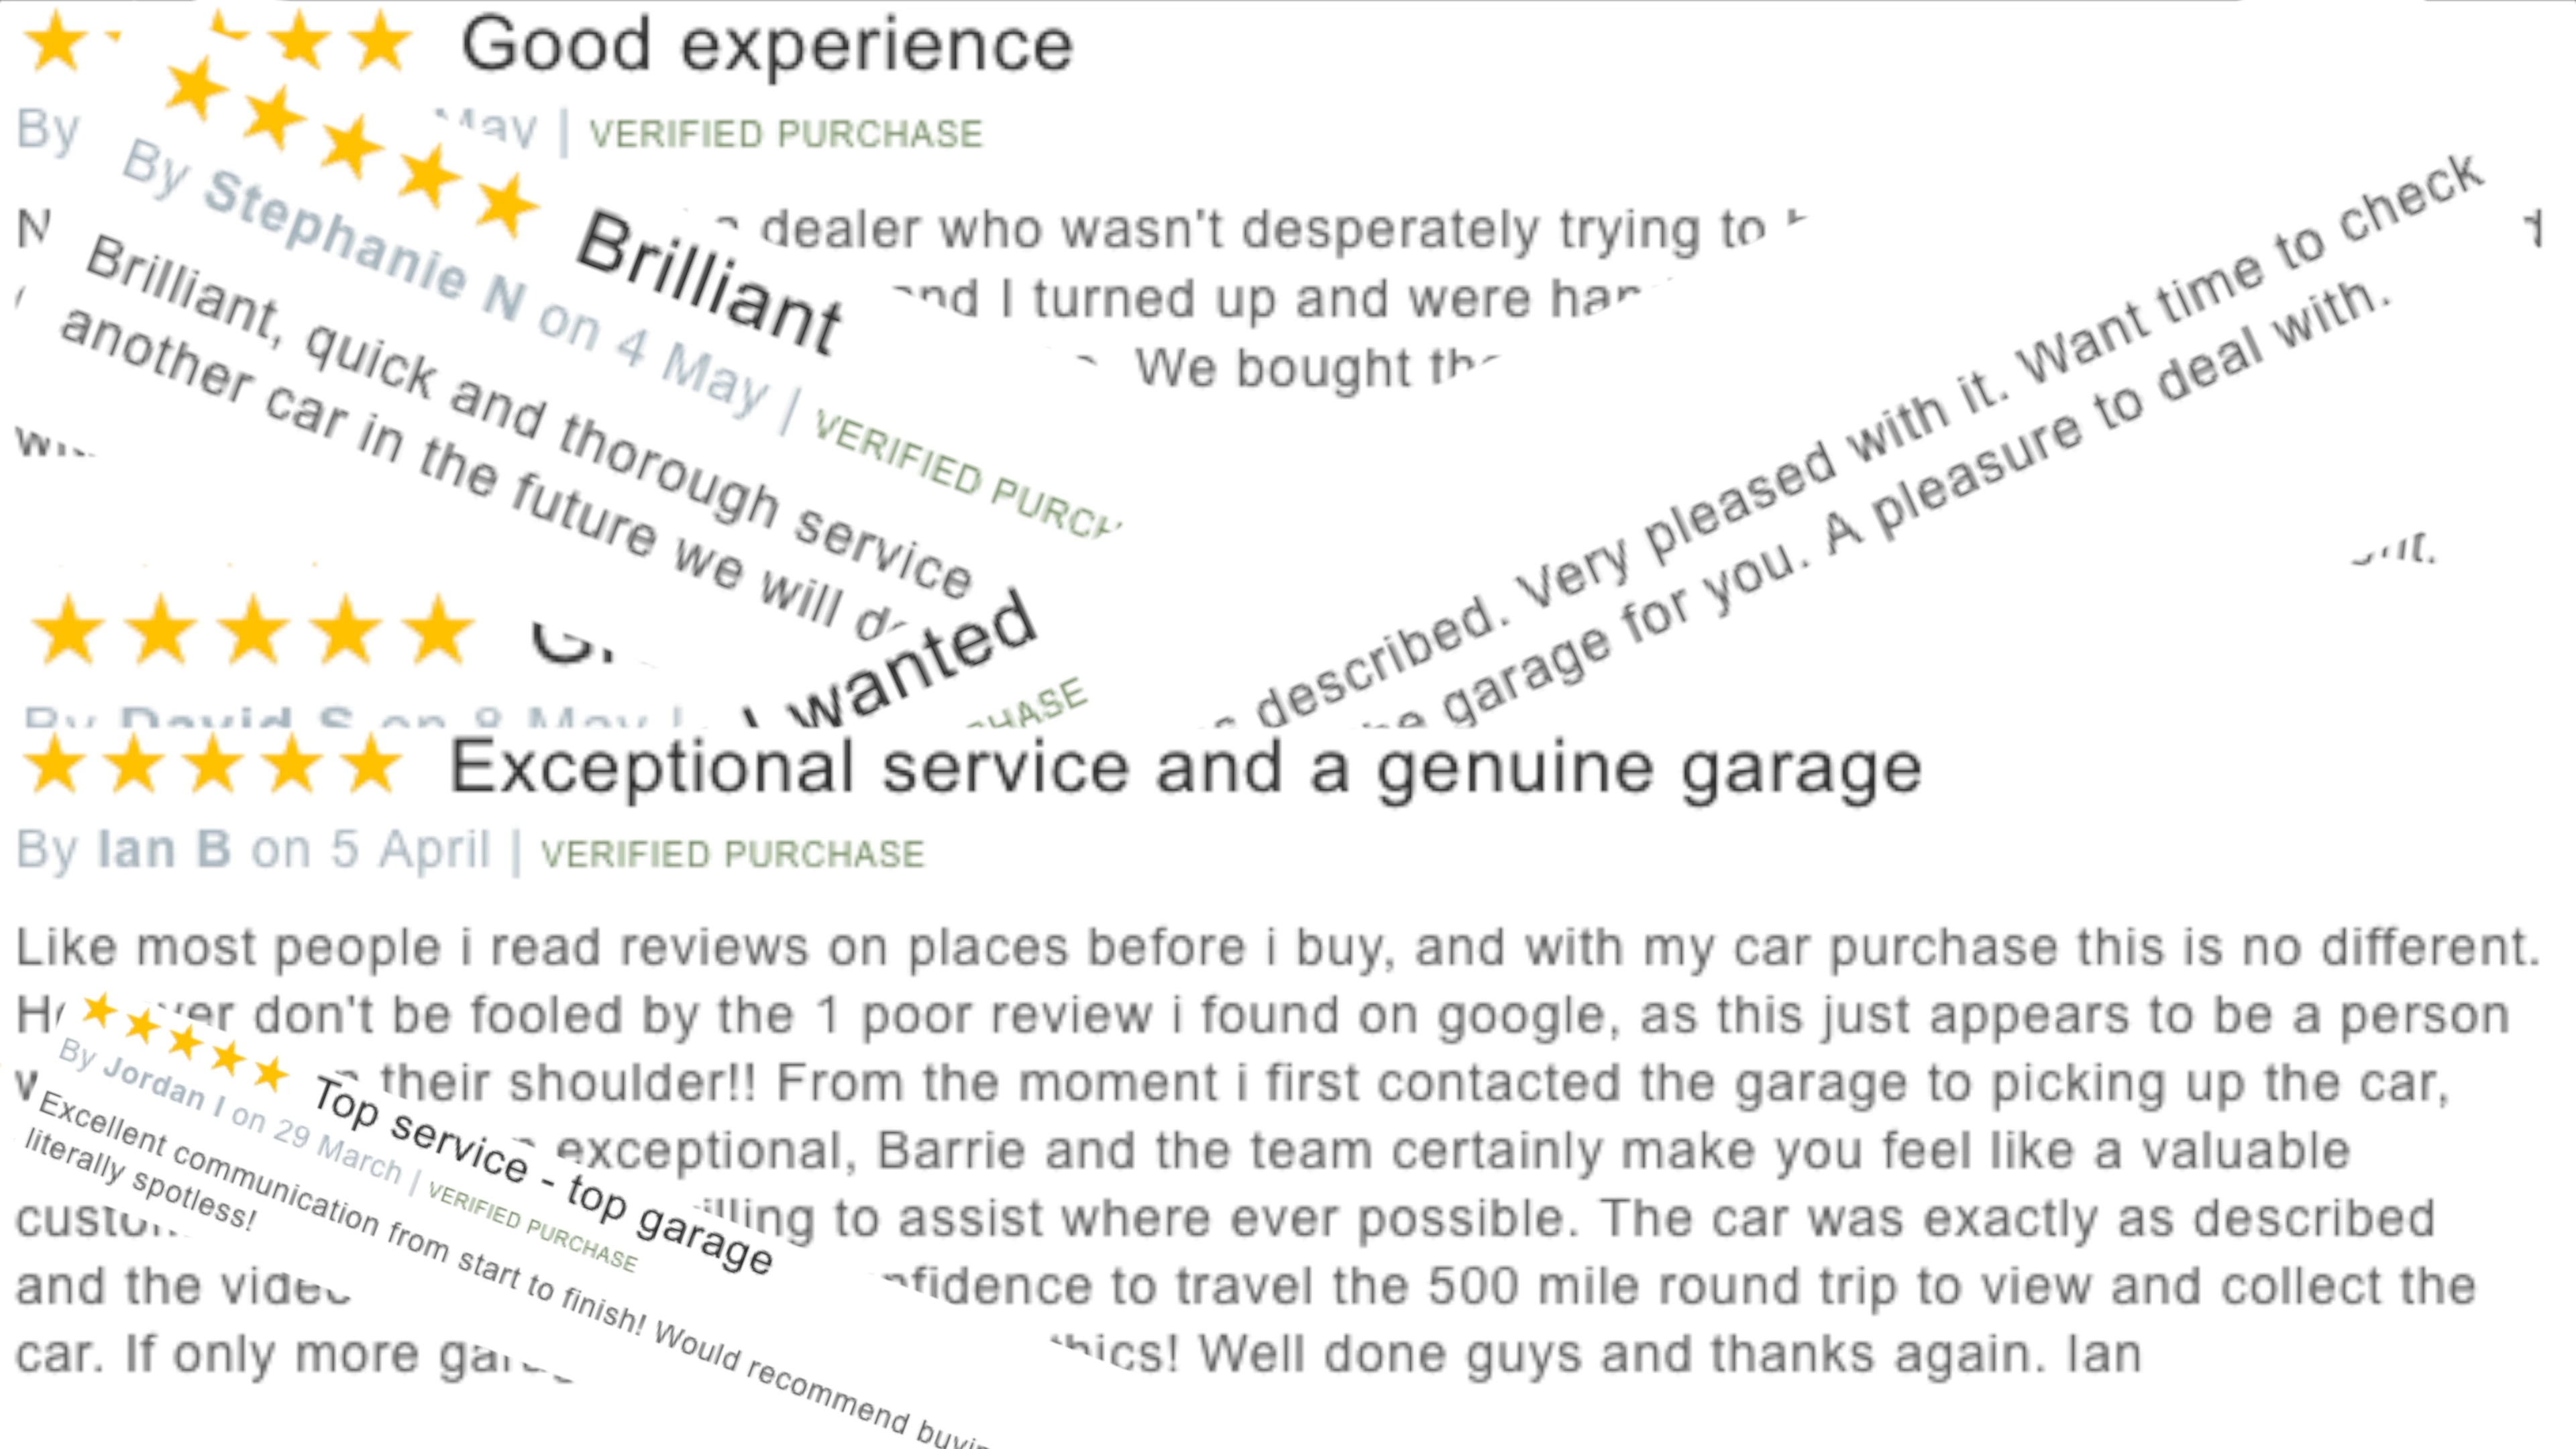 Good experience
By May | VERIFIED PURCHASE
dealer who wasn't desperately trying to
and I turned up and were
We bought
Brilliant
By Stephanie N on 4 May | VERIFIED
Brilliant, quick and thorough service
another car in the future we will
I wanted
described. Very pleased with it. Want time to check
garage for you. A pleasure to deal with.
By David S on 8 May |
Exceptional service and a genuine garage
By Ian B on 5 April | VERIFIED PURCHASE
Like most people i read reviews on places before i buy, and with my car purchase this is no different.
don't be fooled by the 1 poor review i found on google, as this just appears to be a person
their shoulder!! From the moment i first contacted the garage to picking up the car,
exceptional, Barrie and the team certainly make you feel like a valuable
to assist where ever possible. The car was exactly as described
and the to travel the 500 mile round trip to view and collect the
car. If only more Well done guys and thanks again. Ian
Top service - top garage
By Jordan I on 29 March | VERIFIED PURCHASE
Excellent communication from start to finish! Would recommend
literally spotless!